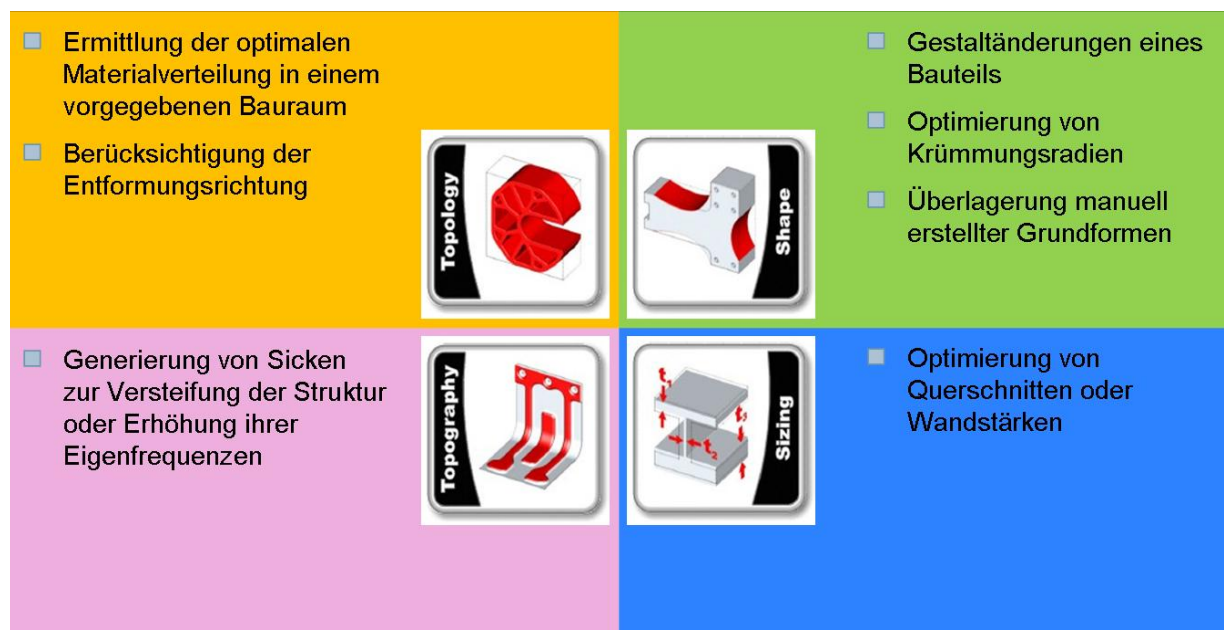 Ermittlung der optimalen
Materialverteilung in einem
vorgegebenen Bauraum
Berücksichtigung der
Entformungsrichtung
Topology
Shape
Gestaltänderungen eines
Bauteils
Optimierung von
Krümmungsradien
Überlagerung manuell
erstellter Grundformen
Generierung von Sicken
zur Versteifung der Struktur
oder Erhöhung ihrer
Eigenfrequenzen
Topography
t1
t3
t2
Sizing
Optimierung von
Querschnitten oder
Wandstärken